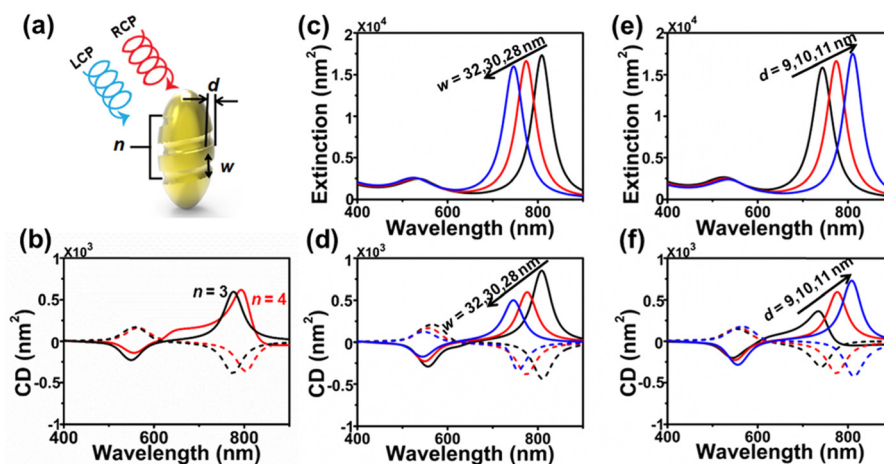 (a)
LCP
RCP
d
n
w
(b)
X10³
CD (nm²)
1
0.5
0
-0.5
-1
n=3
n=4
400 600 800
Wavelength (nm)
(c)
X10⁴
Extinction (nm²)
2
1.5
1
0.5
0
w = 32,30,28 nm
400 600 800
Wavelength (nm)
(d)
X10³
CD (nm²)
1
0.5
0
-0.5
-1
w = 32,30,28 nm
400 600 800
Wavelength (nm)
(e)
X10⁴
Extinction (nm²)
2
1.5
1
0.5
0
d = 9,10,11 nm
400 600 800
Wavelength (nm)
(f)
X10³
CD (nm²)
1
0.5
0
-0.5
-1
d = 9,10,11 nm
400 600 800
Wavelength (nm)